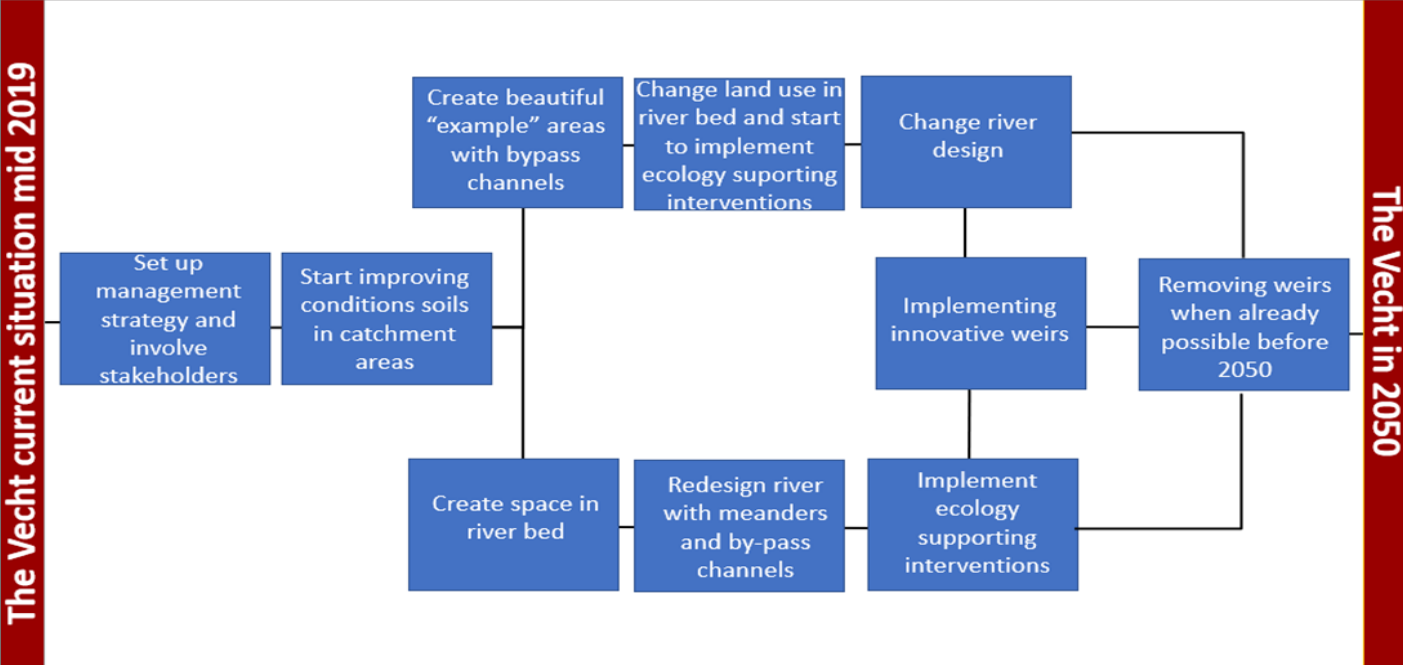 The Vecht current situation mid 2019
Set up
management
strategy and
involve
stakeholders
Start improving
conditions soils
in catchment
areas
Create beautiful
“example” areas
with bypass
channels
Change land use in
river bed and start
to implement
ecology suporting
interventions
Change river
design
Create space in
river bed
Redesign river
with meanders
and by-pass
channels
Implement
ecology
supporting
interventions
Implementing
innovative weirs
Removing weirs
when already
possible before
2050
The Vecht in 2050